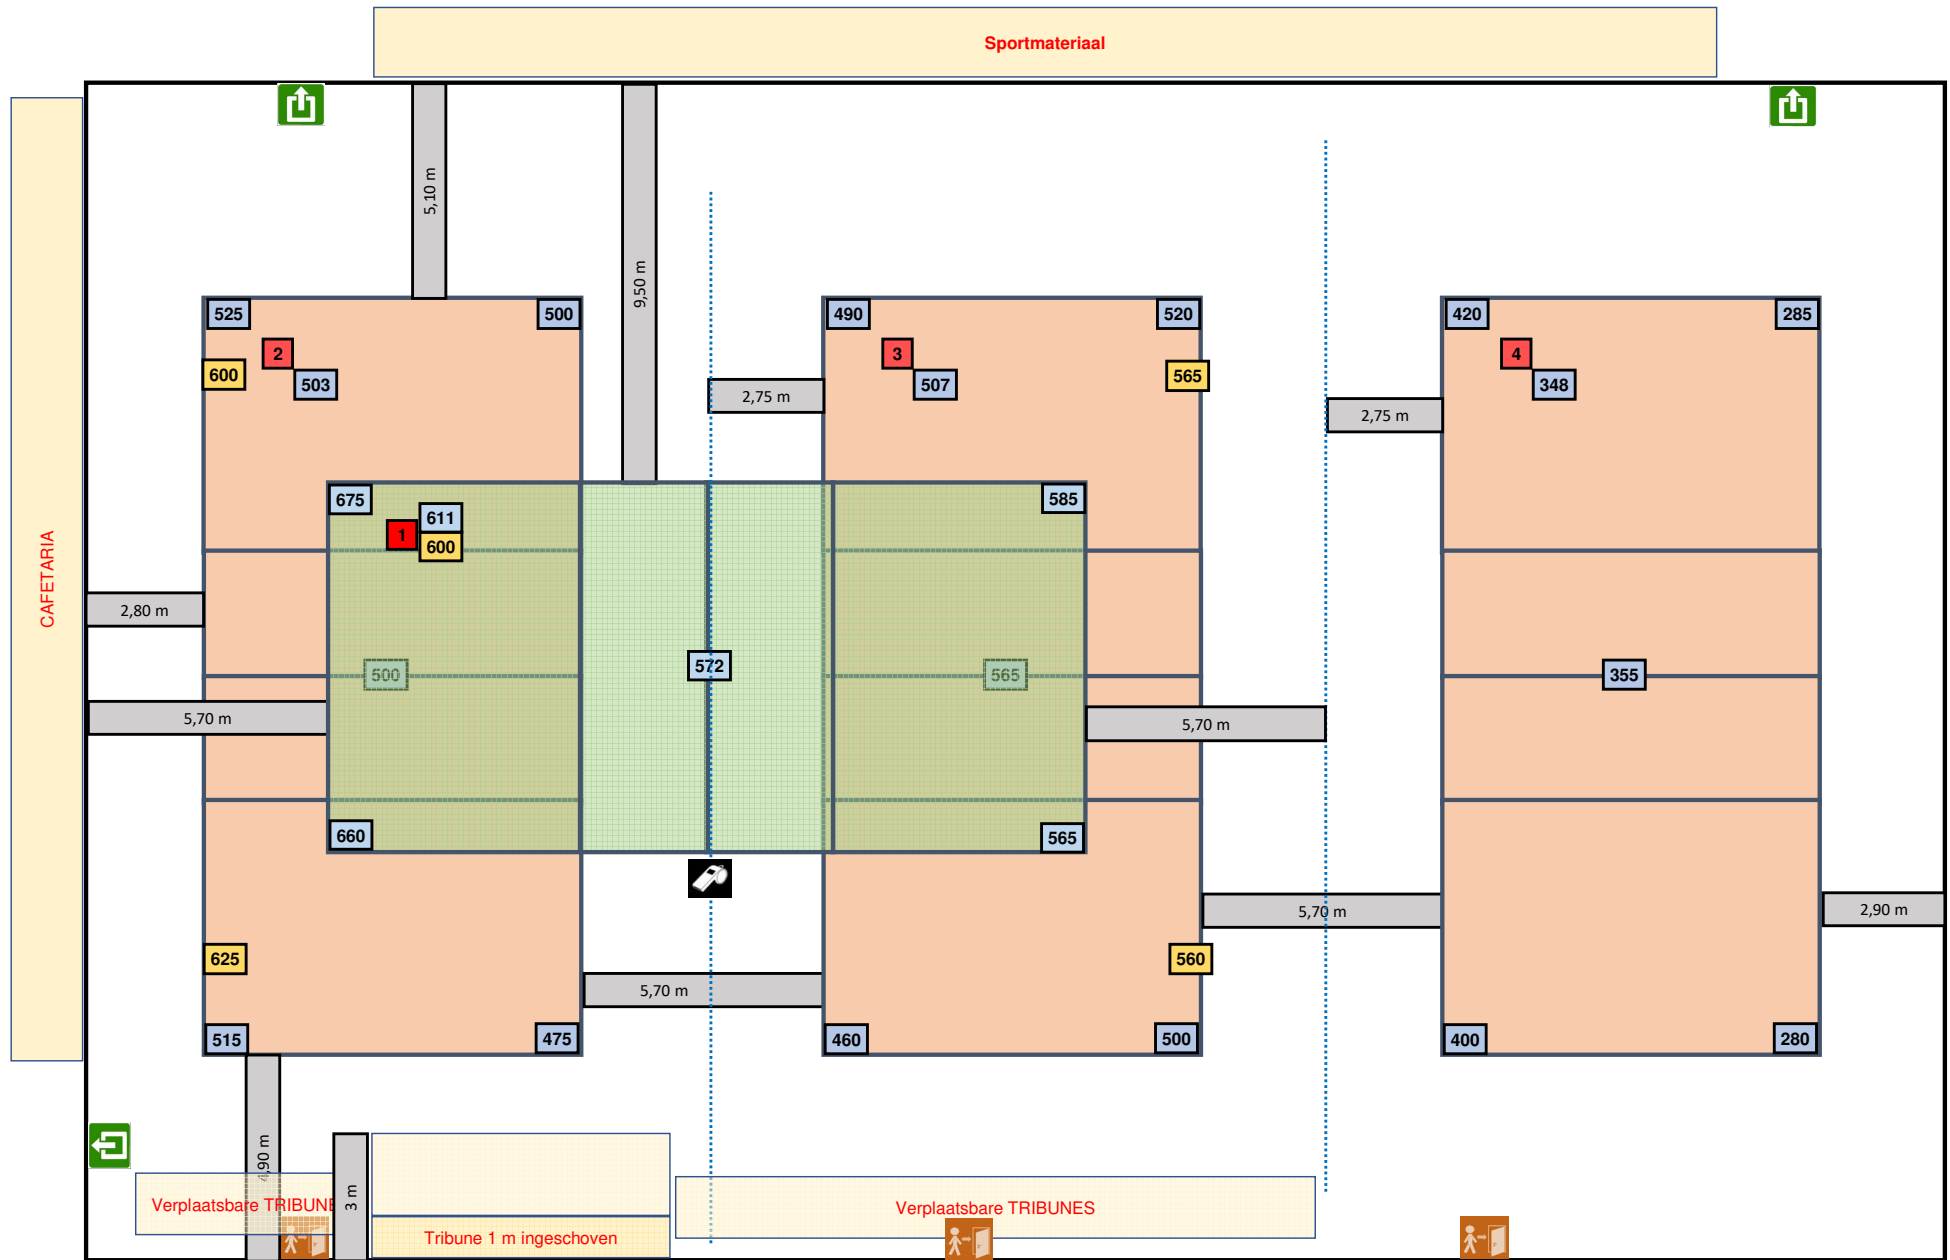 Sportmateriaal
5,10 m
9,50 m
525
500
490
520
420
285
2
3
4
600
503
507
565
348
2,75 m
2,75 m
675
611
585
1
600
CAFETARIA
2,80 m
500
572
565
355
5,70 m
5,70 m
660
565
5,70 m
2,90 m
625
560
5,70 m
515
475
460
500
400
280
4,90 m
3 m
Verplaatsbare TRIBUNE
Verplaatsbare TRIBUNES
Tribune 1 m ingeschoven